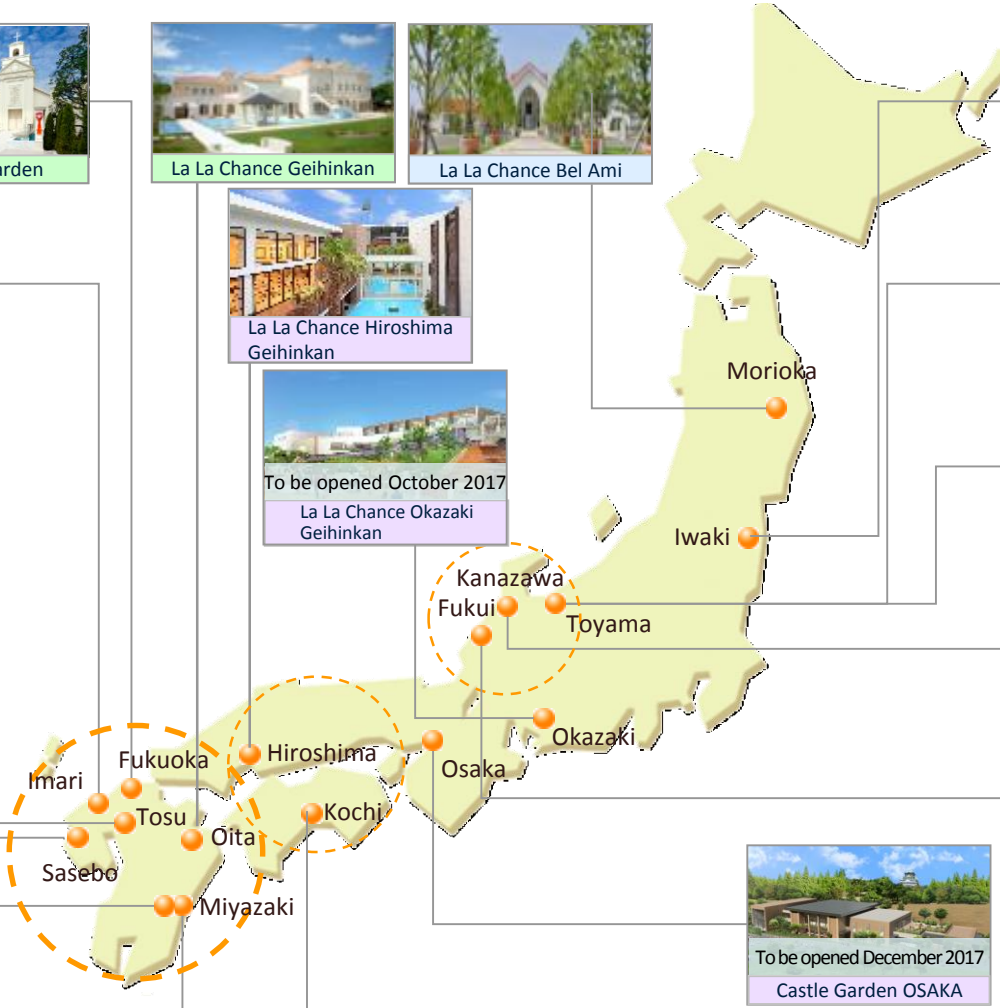 La La Chance Geihinkan
La La Chance Bel Ami
La La Chance Hiroshima
Geihinkan
To be opened October 2017
La La Chance Okazaki
Geihinkan
Morioka
Iwaki
Kanazawa
Fukui
Toyama
Okazaki
Osaka
Hiroshima
Kochi
Fukuoka
Imari
Tosu
Oita
Sasebo
Miyazaki
To be opened December 2017
Castle Garden OSAKA